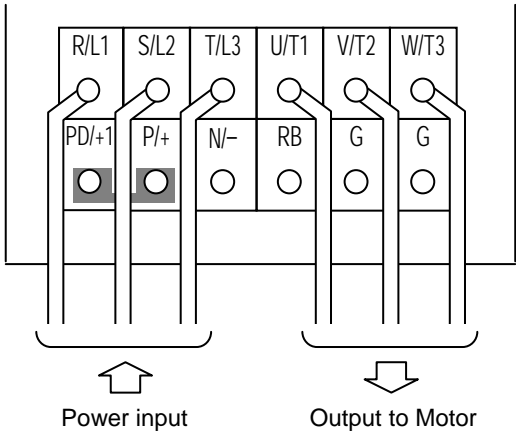 R/L1 S/L2 T/L3 U/T1 V/T2 W/T3
PD/+1 P/+ N/− RB G G
Power input Output to Motor